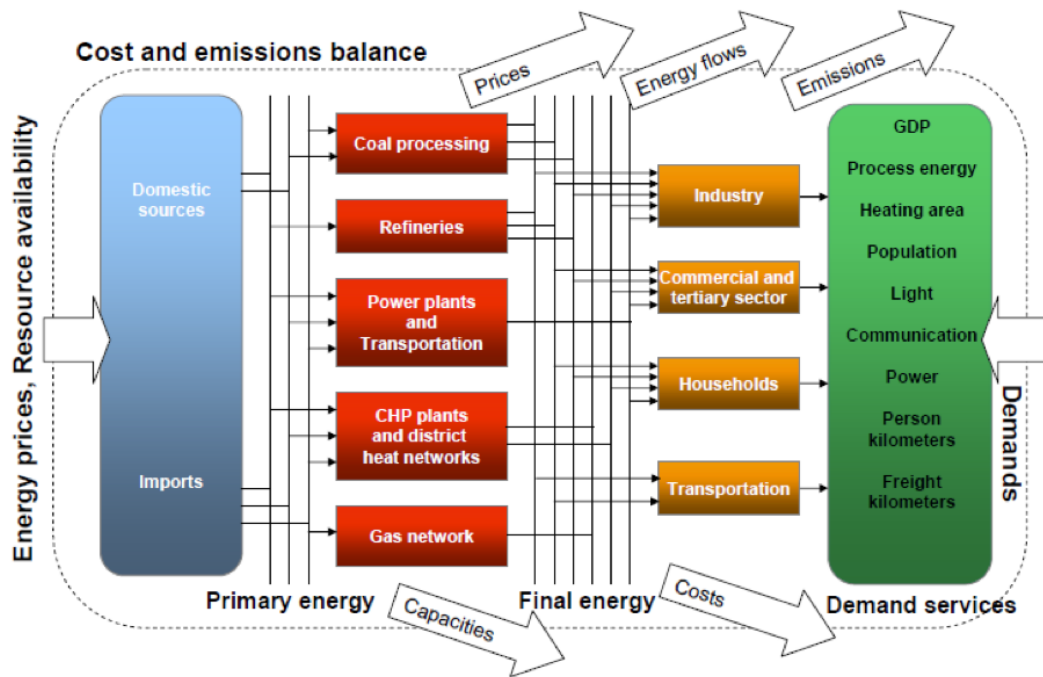 Cost and emissions balance
Prices
Energy flows
Emissions
Energy prices, Resource availability
Domestic
sources
Imports
Primary energy
Coal processing
Refineries
Power plants
and
Transportation
CHP plants
and district
heat networks
Gas network
Capacities
Final energy
Industry
Commercial and
tertiary sector
Households
Transportation
Costs
GDP
Process energy
Heating area
Population
Light
Communication
Power
Person
kilometers
Freight
kilometers
Demand services
Demands